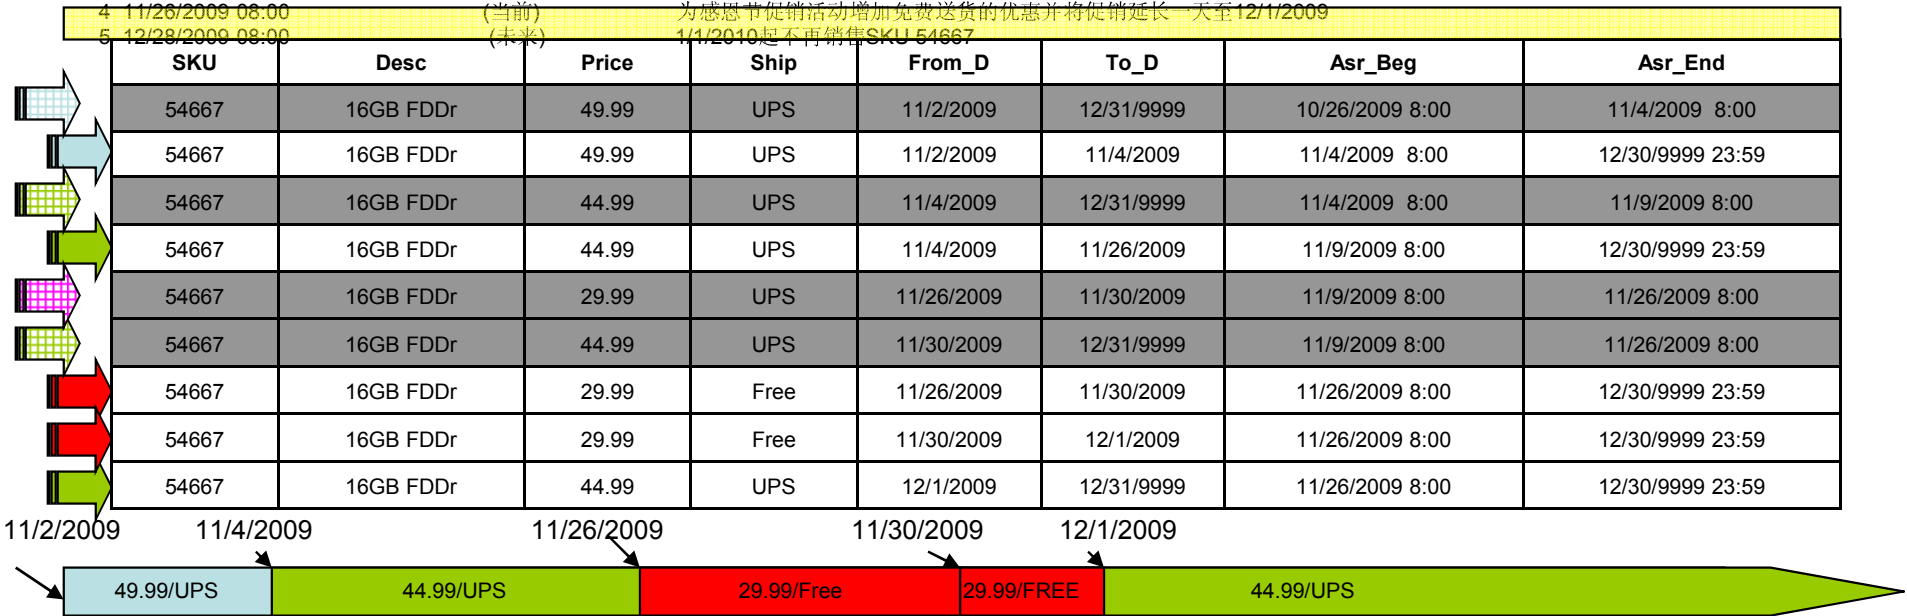 4 11/26/2009 08:00 (当前) 为感恩节促销活动增加免费送货的优惠并将促销延长一天至12/1/2009
5 12/28/2009 08:00 (未来) 1/1/2010起不再销售SKU 54667
SKU Desc Price Ship From_D To_D Asr_Beg Asr_End
54667 16GB FDDr 49.99 UPS 11/2/2009 12/31/9999 10/26/2009 8:00 11/4/2009 8:00
54667 16GB FDDr 49.99 UPS 11/2/2009 11/4/2009 11/4/2009 8:00 12/30/9999 23:59
54667 16GB FDDr 44.99 UPS 11/4/2009 12/31/9999 11/4/2009 8:00 11/9/2009 8:00
54667 16GB FDDr 44.99 UPS 11/4/2009 11/26/2009 11/9/2009 8:00 12/30/9999 23:59
54667 16GB FDDr 29.99 UPS 11/26/2009 11/30/2009 11/9/2009 8:00 11/26/2009 8:00
54667 16GB FDDr 44.99 UPS 11/30/2009 12/31/9999 11/9/2009 8:00 11/26/2009 8:00
54667 16GB FDDr 29.99 Free 11/26/2009 11/30/2009 11/26/2009 8:00 12/30/9999 23:59
54667 16GB FDDr 29.99 Free 11/30/2009 12/1/2009 11/26/2009 8:00 12/30/9999 23:59
54667 16GB FDDr 44.99 UPS 12/1/2009 12/31/9999 11/26/2009 8:00 12/30/9999 23:59
11/2/2009 11/4/2009 11/26/2009 11/30/2009 12/1/2009
49.99/UPS 44.99/UPS 29.99/Free 29.99/FREE 44.99/UPS